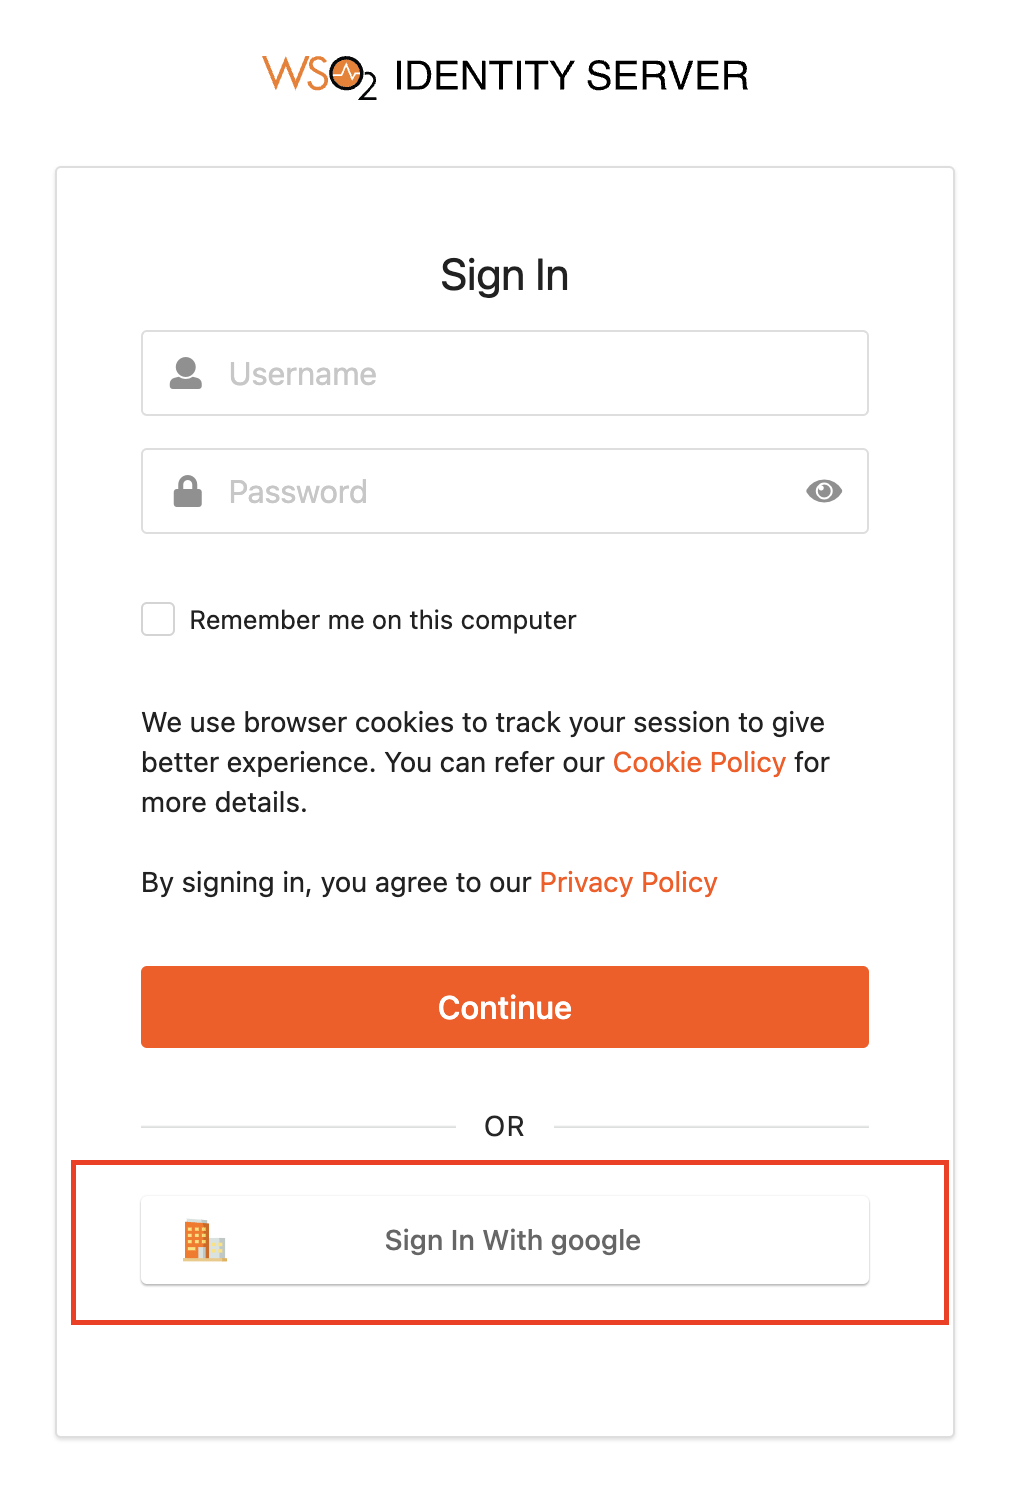 WSO2 IDENTITY SERVER
Sign In
Username
Password
Remember me on this computer
We use browser cookies to track your session to give
better experience. You can refer our Cookie Policy for
more details.
By signing in, you agree to our Privacy Policy
Continue
OR
Sign In With google